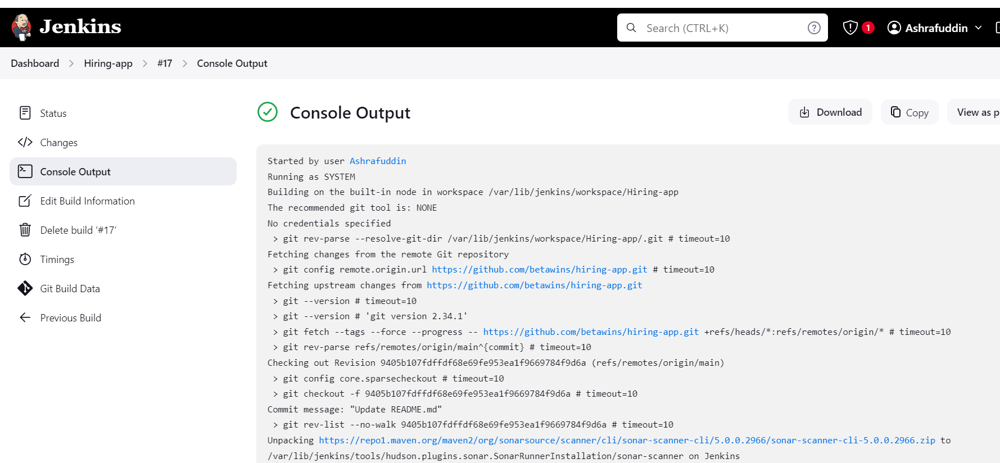 Jenkins
Search (CTRL+K)
1
Ashrafuddin
Dashboard
Hiring-app
#17
Console Output
Status
Changes
Console Output
Edit Build Information
Delete build ‘#17’
Timings
Git Build Data
Previous Build
Console Output
Download
Copy
View as p
Started by user Ashrafuddin
Running as SYSTEM
Building on the built-in node in workspace /var/lib/jenkins/workspace/Hiring-app
The recommended git tool is: NONE
No credentials specified
> git rev-parse --resolve-git-dir /var/lib/jenkins/workspace/Hiring-app/.git # timeout=10
Fetching changes from the remote Git repository
> git config remote.origin.url https://github.com/betawins/hiring-app.git # timeout=10
Fetching upstream changes from https://github.com/betawins/hiring-app.git
> git --version # timeout=10
> git --version # 'git version 2.34.1'
> git fetch --tags --force --progress -- https://github.com/betawins/hiring-app.git +refs/heads/*:refs/remotes/origin/* # timeout=10
> git rev-parse refs/remotes/origin/main^{commit} # timeout=10
Checking out Revision 9405b107fdffdf68e69fe953ea1f9669784f9d6a (refs/remotes/origin/main)
> git config core.sparsecheckout # timeout=10
> git checkout -f 9405b107fdffdf68e69fe953ea1f9669784f9d6a # timeout=10
Commit message: "Update README.md"
> git rev-list --no-walk 9405b107fdffdf68e69fe953ea1f9669784f9d6a # timeout=10
Unpacking https://repo1.maven.org/maven2/org/sonarsource/scanner/cli/sonar-scanner-cli/5.0.0.2966/sonar-scanner-cli-5.0.0.2966.zip to
/var/lib/jenkins/tools/hudson.plugins.sonar.SonarRunnerInstallation/sonar-scanner on Jenkins